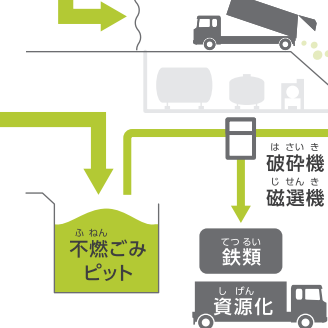 は さい き
破砕機
じ せん き
磁選機
ふ ねん
不燃ごみ
ピット
てつ るい
鉄類
し げん
資源化